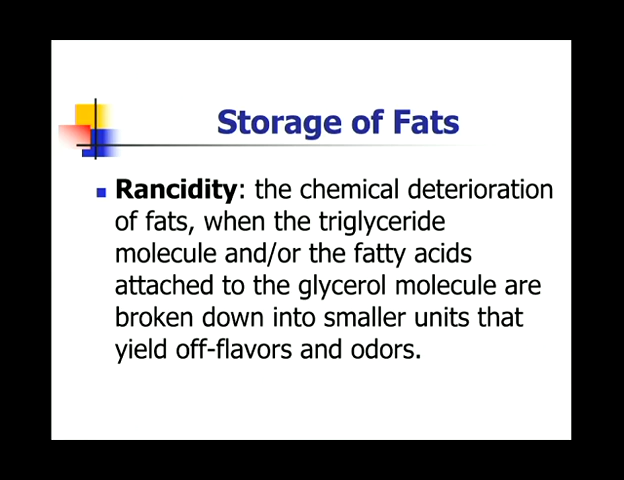 Storage of Fats
Rancidity: the chemical deterioration
of fats, when the triglyceride
molecule and/or the fatty acids
attached to the glycerol molecule are
broken down into smaller units that
yield off-flavors and odors.